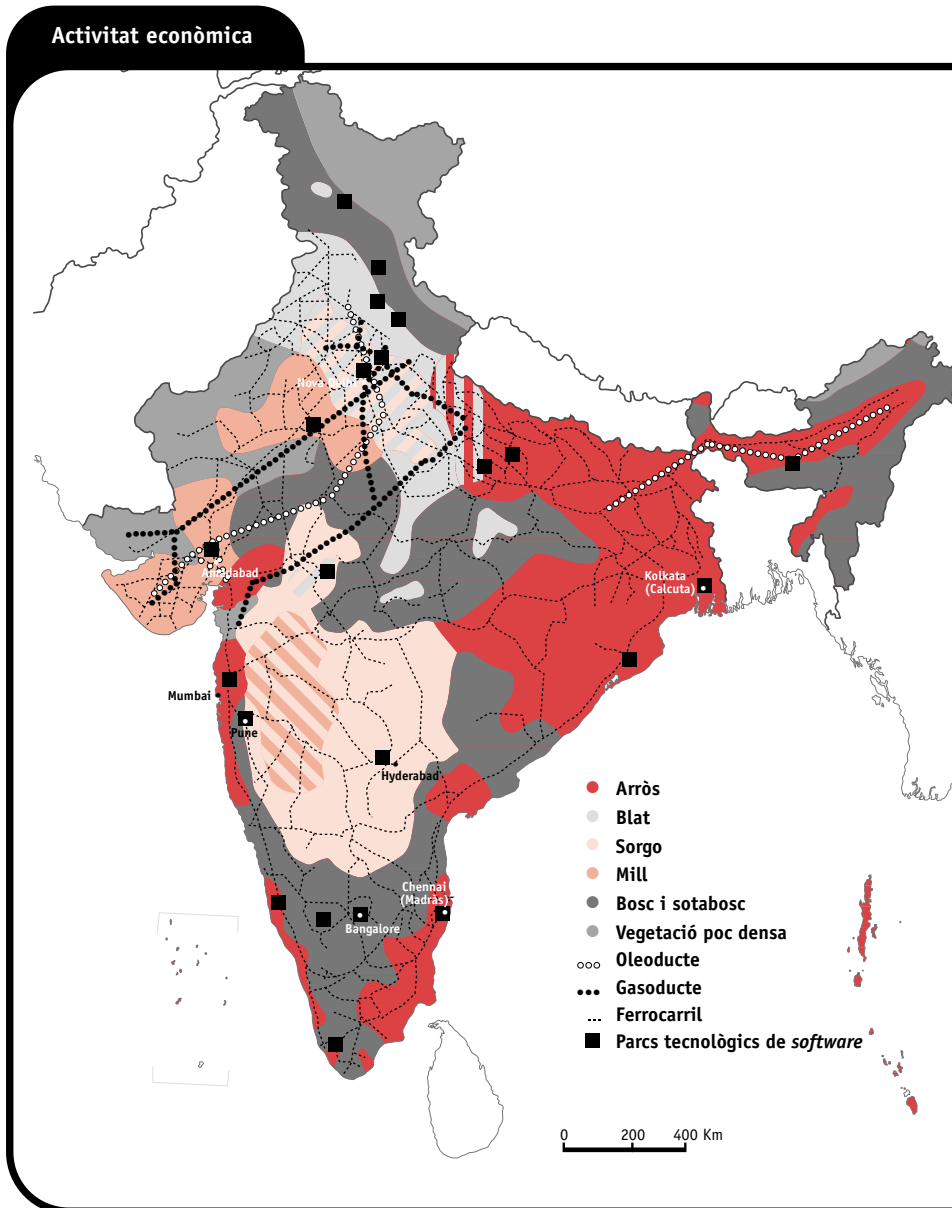 Activitat econòmica
Nova Delhi
Amadabad
Kolkata
(Calcuta)
Mumbai
Pune
Hyderabad
Chennai
(Madràs)
Bangalore
Arròs
Blat
Sorgo
Mill
Bosc i sotabosc
Vegetació poc densa
Oleoducte
Gasoducte
Ferrocarril
Parcs tecnològics de software
0 200 400 Km